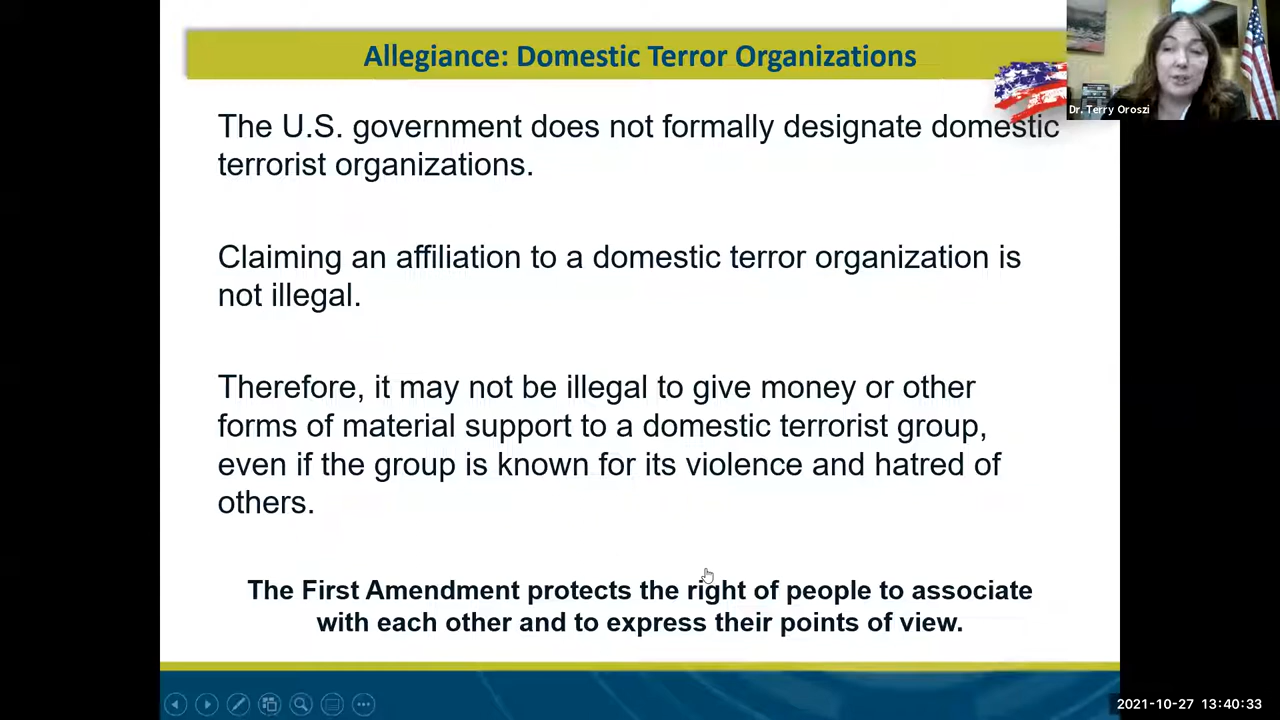 Allegiance: Domestic Terror Organizations
Dr. Terry Oroszi
The U.S. government does not formally designate domestic
terrorist organizations.
Claiming an affiliation to a domestic terror organization is
not illegal.
Therefore, it may not be illegal to give money or other
forms of material support to a domestic terrorist group,
even if the group is known for its violence and hatred of
others.
The First Amendment protects the right of people to associate
with each other and to express their points of view.
2021-10-27 13:40:33